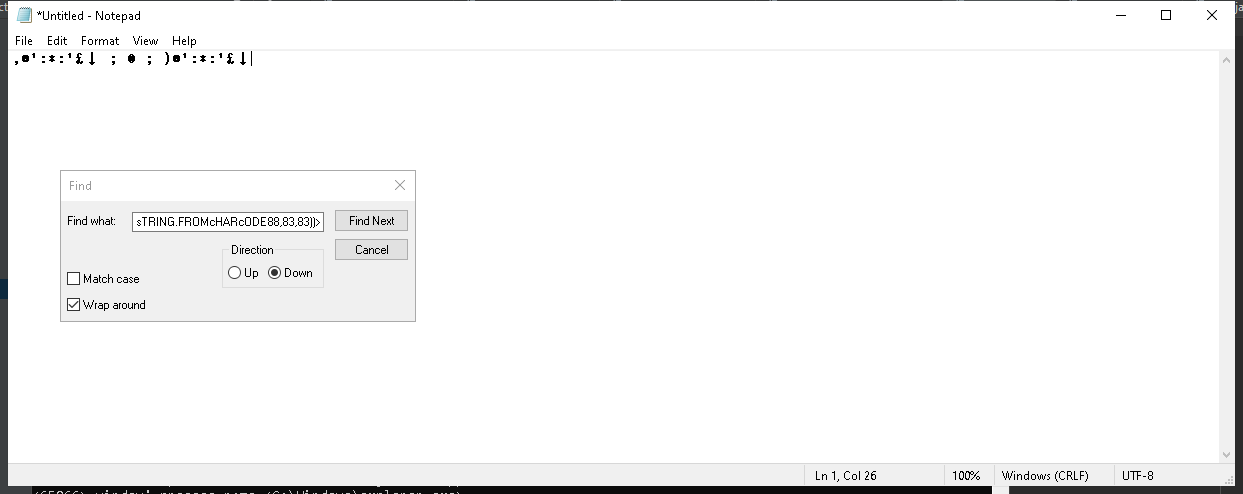 *Untitled - Notepad
File Edit Format View Help
Find
Find what: sTRING.FROMcHARcODE88,83,83))> Find Next
Direction Cancel
Up Down
Match case
Wrap around
Ln 1, Col 26 100% Windows (CRLF) UTF-8